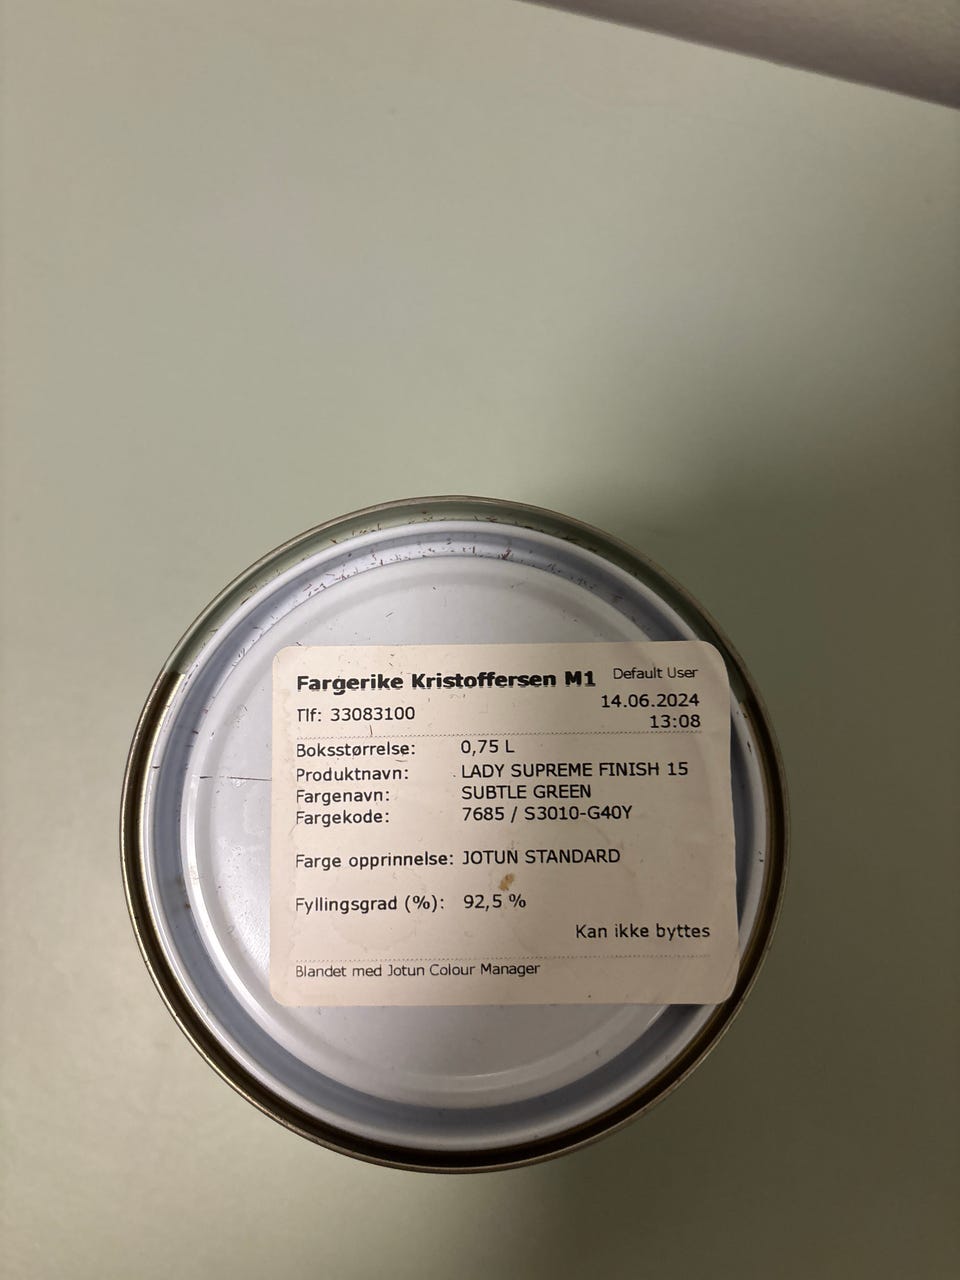 Fargerike Kristoffersen M1 Default User
Tlf: 33083100 14.06.2024
13:08
Boksstørrelse: 0,75 L
Produktnavn: LADY SUPREME FINISH 15
Fargenavn: SUBTLE GREEN
Fargekode: 7685 / S3010-G40Y
Farge opprinnelse: JOTUN STANDARD
Fyllingsgrad (%): 92,5 %
Kan ikke byttes
Blandet med Jotun Colour Manager